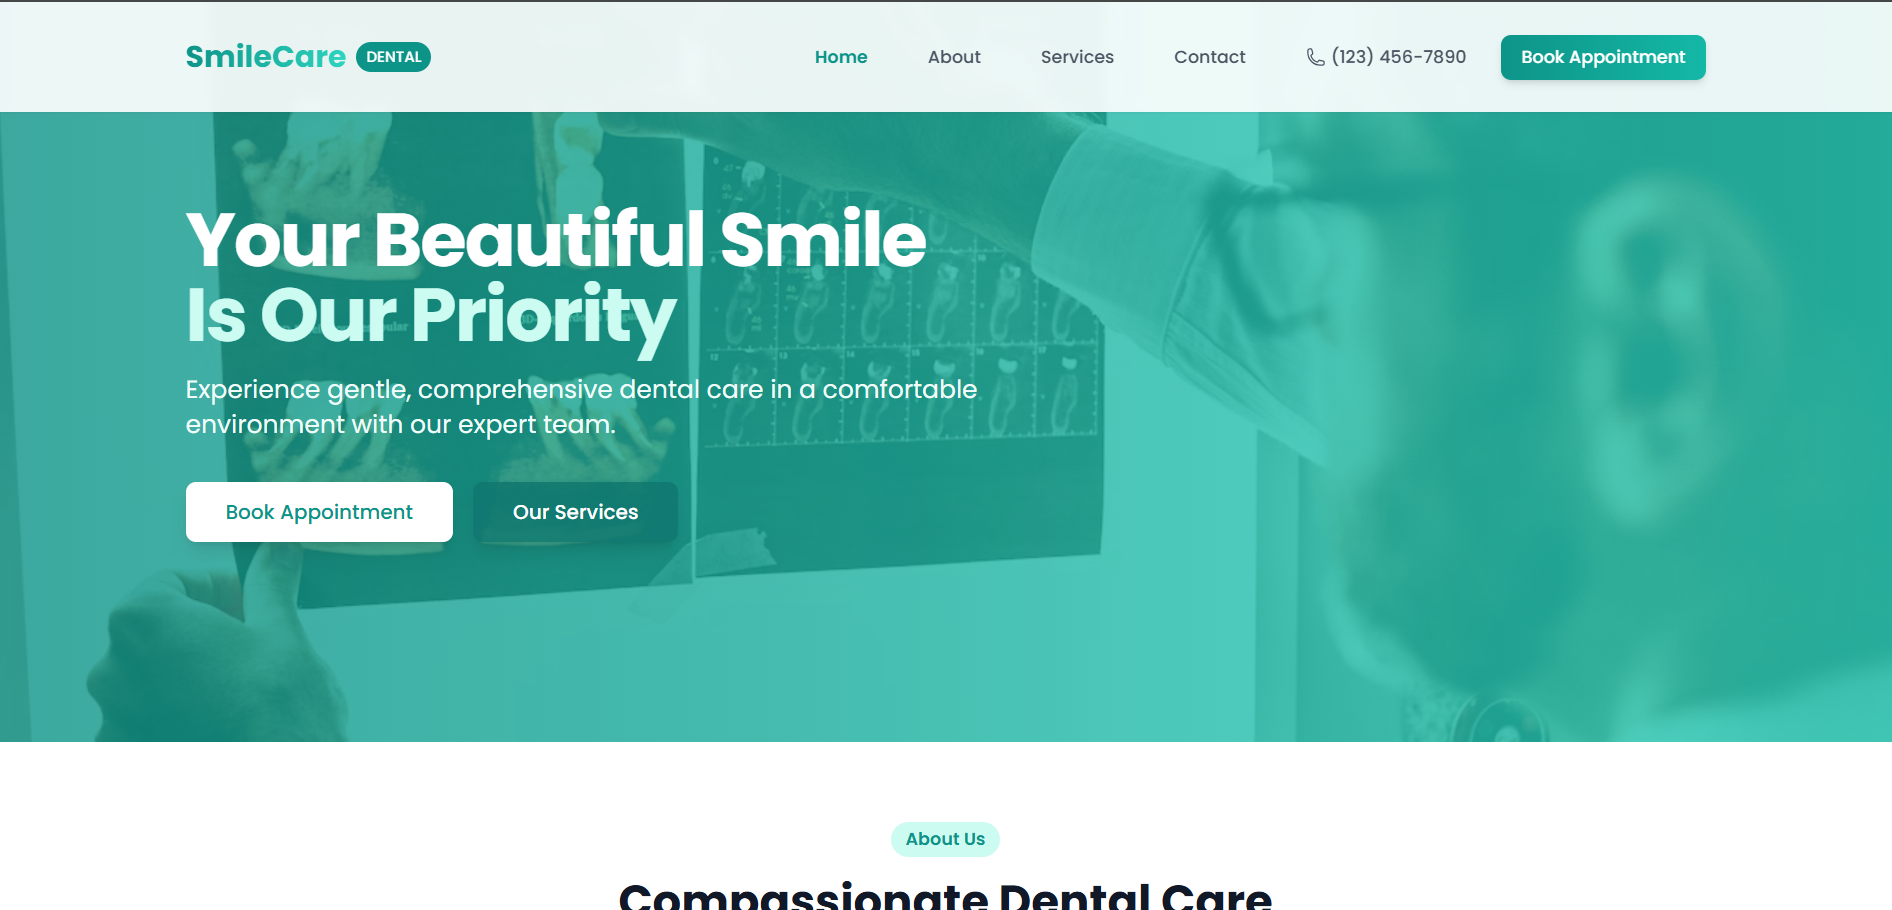 SmileCare DENTAL
Home About Services Contact (123) 456-7890 Book Appointment
Your Beautiful Smile
Is Our Priority
Experience gentle, comprehensive dental care in a comfortable
environment with our expert team.
Book Appointment Our Services
About Us
Compassionate Dental Care